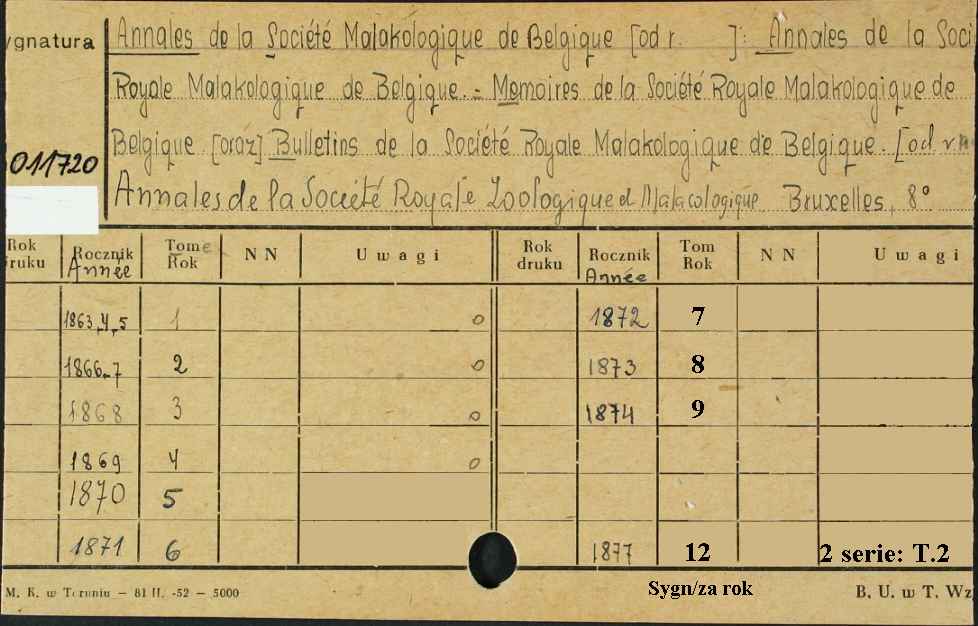 ygnatura Annales de la Société Malakologique de Belgique [od r. ]: Annales de la Soci
Royale Malakologique de Belgique. = Memoires de la Société Royale Malakologique de
Belgique [oraz] Bulletins de la Société Royale Malakologique de Belgique. [od r.
011720
Annales de la Société Royale Zoologique et Malacologique Bruxelles, 8°
Rok druku Rocznik Année Tome Rok N N U w a g i Rok druku Rocznik Année Tom Rok N N U w a g i
1863,4,5 1 o 1872 7
1866-7 2 o 1873 8
1868 3 o 1874 9
1869 4 o
1870 5
1871 6 1877 12 2 serie: T.2
Sygn/za rok
M. K. w Toruniu — 81 II. -52 — 5000 B. U. w T. Wz